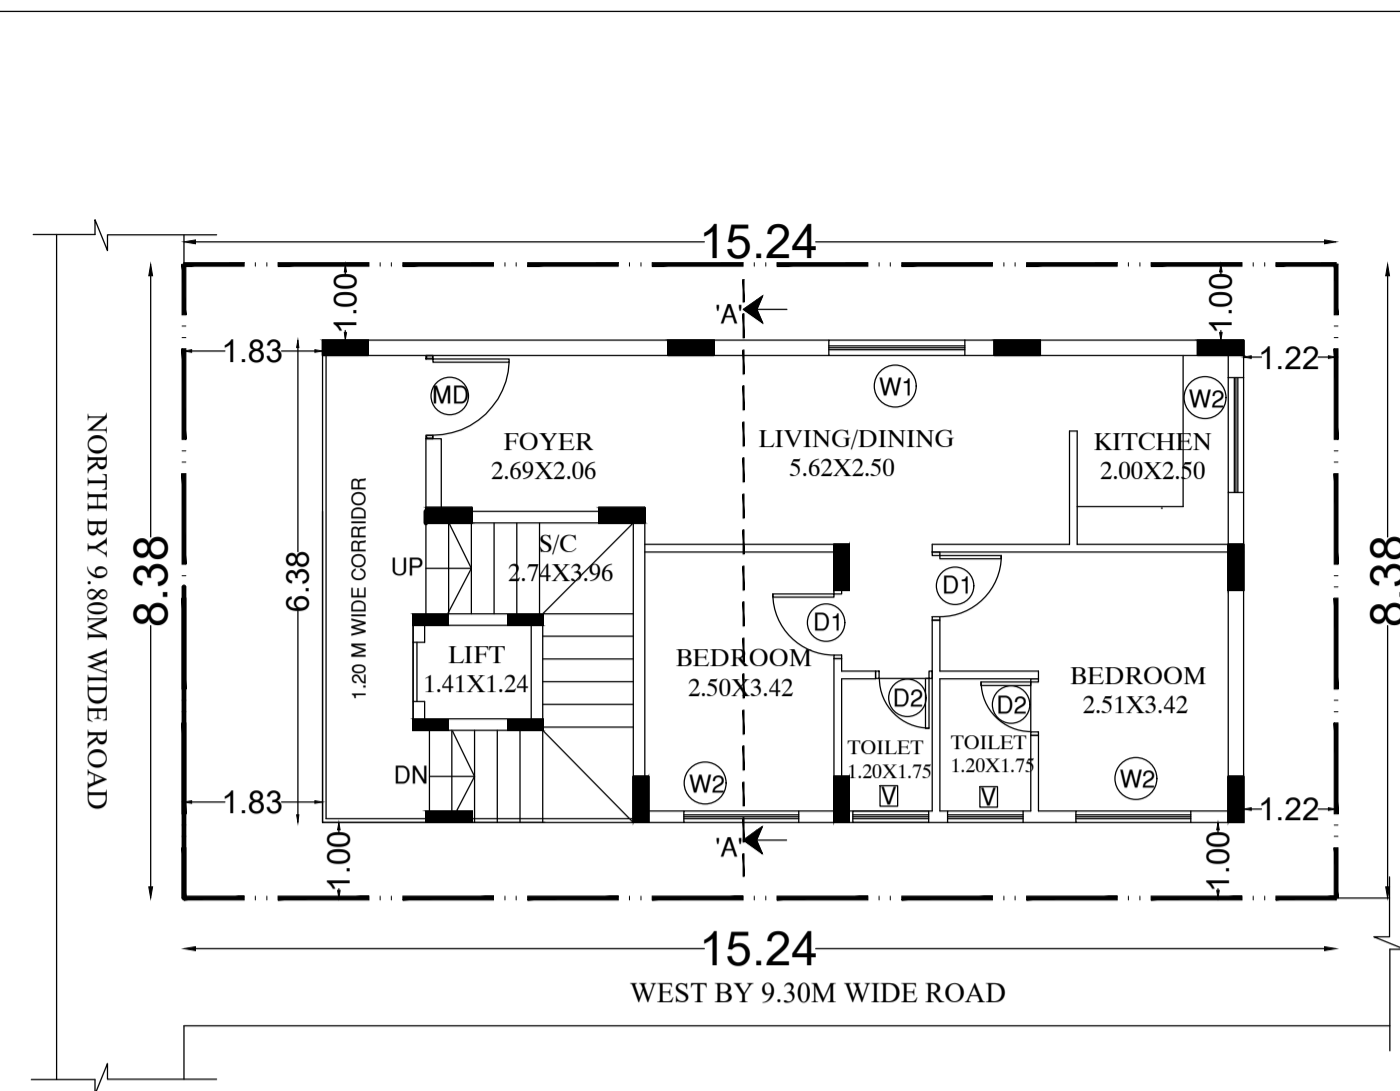 15.24
1.00
1.00
'A'
1.83
1.22
MD
W1
W2
FOYER
2.69X2.06
LIVING/DINING
5.62X2.50
KITCHEN
2.00X2.50
NORTH BY 9.80M WIDE ROAD
8.38
6.38
1.20 M WIDE CORRIDOR
8.38
UP
S/C
2.74X3.96
D1
D1
LIFT
1.41X1.24
BEDROOM
2.50X3.42
BEDROOM
2.51X3.42
D2
D2
TOILET
1.20X1.75
TOILET
1.20X1.75
DN
W2
V
V
W2
1.83
1.22
'A'
1.00
1.00
15.24
WEST BY 9.30M WIDE ROAD